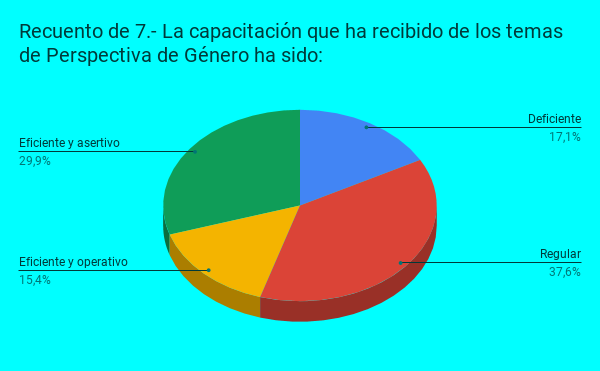 Recuento de 7.- La capacitación que ha recibido de los temas
de Perspectiva de Género ha sido:
Deficiente
17,1%
Eficiente y asertivo
29,9%
Regular
37,6%
Eficiente y operativo
15,4%